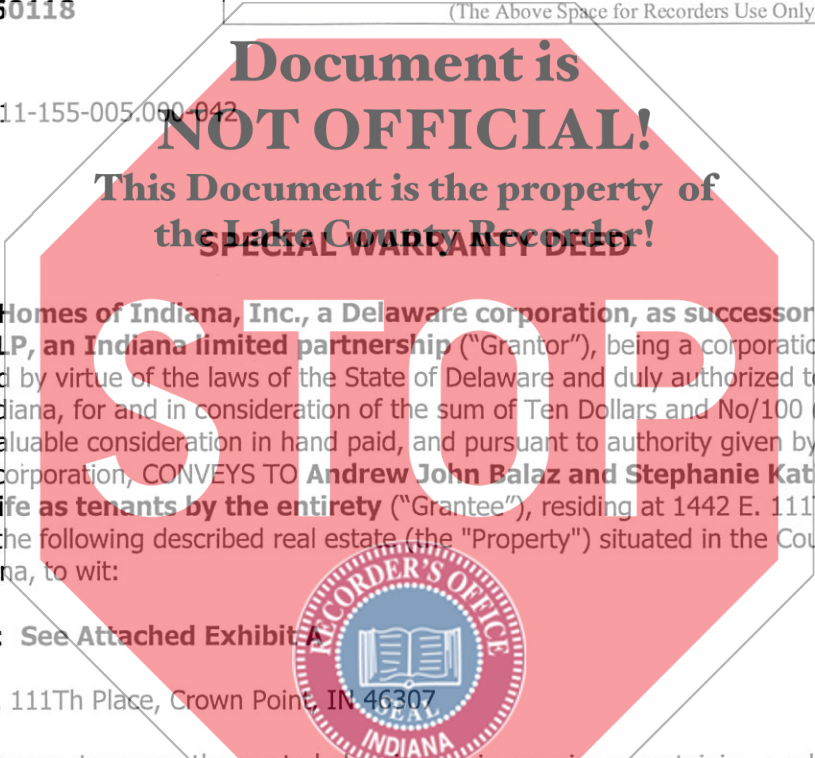 50118
(The Above Space for Recorders Use Only
Document is
11-155-005.000-042
NOT OFFICIAL!
This Document is the property of
the Lake County Recorder!
SPECIAL WARRANTY DEED
Homes of Indiana, Inc., a Delaware corporation, as successor
LP, an Indiana limited partnership (“Grantor”), being a corporatio
d by virtue of the laws of the State of Delaware and duly authorized t
diana, for and in consideration of the sum of Ten Dollars and No/100 (
aluable consideration in hand paid, and pursuant to authority given by
corporation, CONVEYS TO Andrew John Balaz and Stephanie Kat
ife as tenants by the entirety (“Grantee”), residing at 1442 E. 111
the following described real estate (the "Property") situated in the Cou
na, to wit:
STOP
: See Attached Exhibit A
. 111Th Place, Crown Point, IN 46307
RECORDER'S OFFICE
SEAL
INDIANA